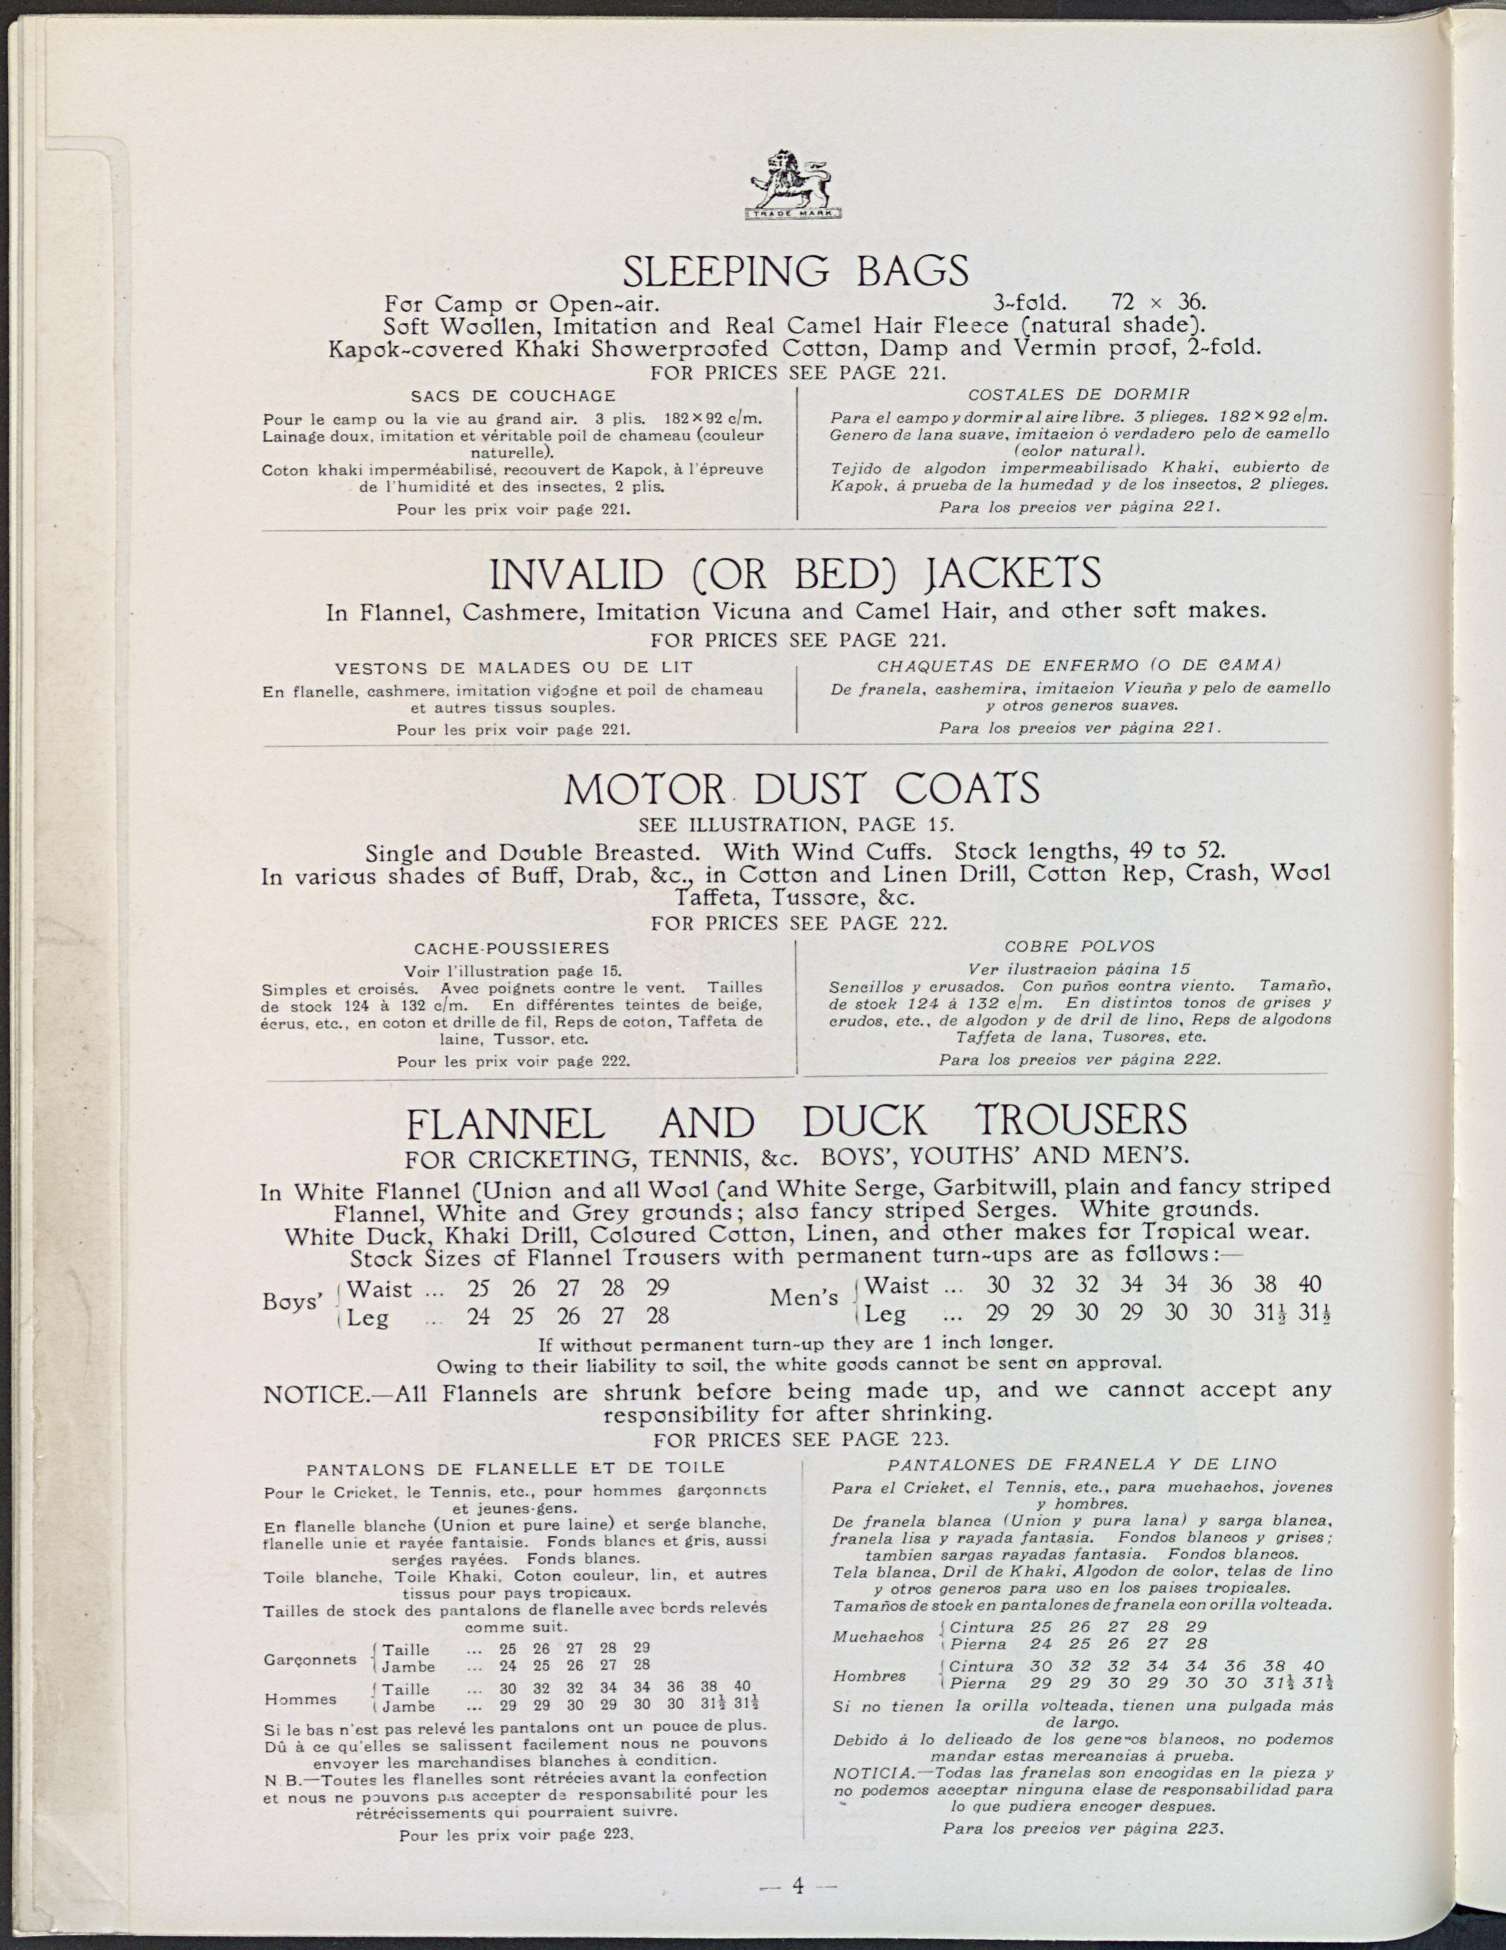 TRADE MARK
SLEEPING BAGS
For Camp or Open-air. 3-fold. 72 × 36.
Soft Woollen, Imitation and Real Camel Hair Fleece (natural shade).
Kapok-covered Khaki Showerproofed Cotton, Damp and Vermin proof, 2-fold.
FOR PRICES SEE PAGE 221.
SACS DE COUCHAGE
Pour le camp ou la vie au grand air. 3 plis. 182×92 c/m.
Lainage doux, imitation et véritable poil de chameau (couleur
naturelle).
Coton khaki imperméabilisé, recouvert de Kapok, à l'épreuve
de l'humidité et des insectes, 2 plis.
Pour les prix voir page 221.
COSTALES DE DORMIR
Para el campo y dormir al aire libre. 3 plieges. 182×92 c/m.
Genero de lana suave, imitacion ó verdadero pelo de camello
(color natural).
Tejido de algodon impermeabilisado Khaki, cubierto de
Kapok, á prueba de la humedad y de los insectos, 2 plieges.
Para los precios ver página 221.
INVALID (OR BED) JACKETS
In Flannel, Cashmere, Imitation Vicuna and Camel Hair, and other soft makes.
FOR PRICES SEE PAGE 221.
VESTONS DE MALADES OU DE LIT
En flanelle, cashmere, imitation vigogne et poil de chameau
et autres tissus souples.
Pour les prix voir page 221.
CHAQUETAS DE ENFERMO (O DE CAMA)
De franela, cashemira, imitacion Vicuña y pelo de camello
y otros generos suaves.
Para los precios ver página 221.
MOTOR DUST COATS
SEE ILLUSTRATION, PAGE 15.
Single and Double Breasted. With Wind Cuffs. Stock lengths, 49 to 52.
In various shades of Buff, Drab, &c., in Cotton and Linen Drill, Cotton Rep, Crash, Wool
Taffeta, Tussore, &c.
FOR PRICES SEE PAGE 222.
CACHE-POUSSIERES
Voir l'illustration page 15.
Simples et croisés. Avec poignets contre le vent. Tailles
de stock 124 à 132 c/m. En différentes teintes de beige,
écrus, etc., en coton et drille de fil, Reps de coton, Taffeta de
laine, Tussor, etc.
Pour les prix voir page 222.
COBRE POLVOS
Ver ilustracion página 15
Sencillos y crusados. Con puños contra viento. Tamaño,
de stock 124 á 132 c/m. En distintos tonos de grises y
crudos, etc., de algodon y de dril de lino, Reps de algodons
Taffeta de lana, Tusores, etc.
Para los precios ver página 222.
FLANNEL AND DUCK TROUSERS
FOR CRICKETING, TENNIS, &c. BOYS', YOUTHS' AND MEN'S.
In White Flannel (Union and all Wool (and White Serge, Garbitwill, plain and fancy striped
Flannel, White and Grey grounds; also fancy striped Serges. White grounds.
White Duck, Khaki Drill, Coloured Cotton, Linen, and other makes for Tropical wear.
Stock Sizes of Flannel Trousers with permanent turn-ups are as follows:—
Boys' Waist ... 25 26 27 28 29
Leg ... 24 25 26 27 28
Men's Waist ... 30 32 32 34 34 36 38 40
Leg ... 29 29 30 29 30 30 31½ 31½
If without permanent turn-up they are 1 inch longer.
Owing to their liability to soil, the white goods cannot be sent on approval.
NOTICE.—All Flannels are shrunk before being made up, and we cannot accept any
responsibility for after shrinking.
FOR PRICES SEE PAGE 223.
PANTALONS DE FLANELLE ET DE TOILE
Pour le Cricket, le Tennis, etc., pour hommes garçonnets
et jeunes-gens.
En flanelle blanche (Union et pure laine) et serge blanche,
flanelle unie et rayée fantaisie. Fonds blancs et gris, aussi
serges rayées. Fonds blancs.
Toile blanche, Toile Khaki, Coton couleur, lin, et autres
tissus pour pays tropicaux.
Tailles de stock des pantalons de flanelle avec bords relevés
comme suit.
Garçonnets Taille ... 25 26 27 28 29
Jambe ... 24 25 26 27 28
Hommes Taille ... 30 32 32 34 34 36 38 40
Jambe ... 29 29 30 29 30 30 31½ 31½
Si le bas n'est pas relevé les pantalons ont un pouce de plus.
Dû à ce qu'elles se salissent facilement nous ne pouvons
envoyer les marchandises blanches à condition.
N.B.—Toutes les flanelles sont rétrécies avant la confection
et nous ne pouvons pas accepter de responsabilité pour les
rétrécissements qui pourraient suivre.
Pour les prix voir page 223.
PANTALONES DE FRANELA Y DE LINO
Para el Cricket, el Tennis, etc., para muchachos, jovenes
y hombres.
De franela blanca (Union y pura lana) y sarga blanca,
franela lisa y rayada fantasia. Fondos blancos y grises;
tambien sargas rayadas fantasia. Fondos blancos.
Tela blanca, Dril de Khaki, Algodon de color, telas de lino
y otros generos para uso en los paises tropicales.
Tamaños de stock en pantalones de franela con orilla volteada.
Muchachos Cintura 25 26 27 28 29
Pierna 24 25 26 27 28
Hombres Cintura 30 32 32 34 34 36 38 40
Pierna 29 29 30 29 30 30 31½ 31½
Si no tienen la orilla volteada, tienen una pulgada más
de largo.
Debido á lo delicado de los generos blancos, no podemos
mandar estas mercancias á prueba.
NOTICIA.—Todas las franelas son encogidas en la pieza y
no podemos acceptar ninguna clase de responsabilidad para
lo que pudiera encoger despues.
Para los precios ver página 223.
— 4 —